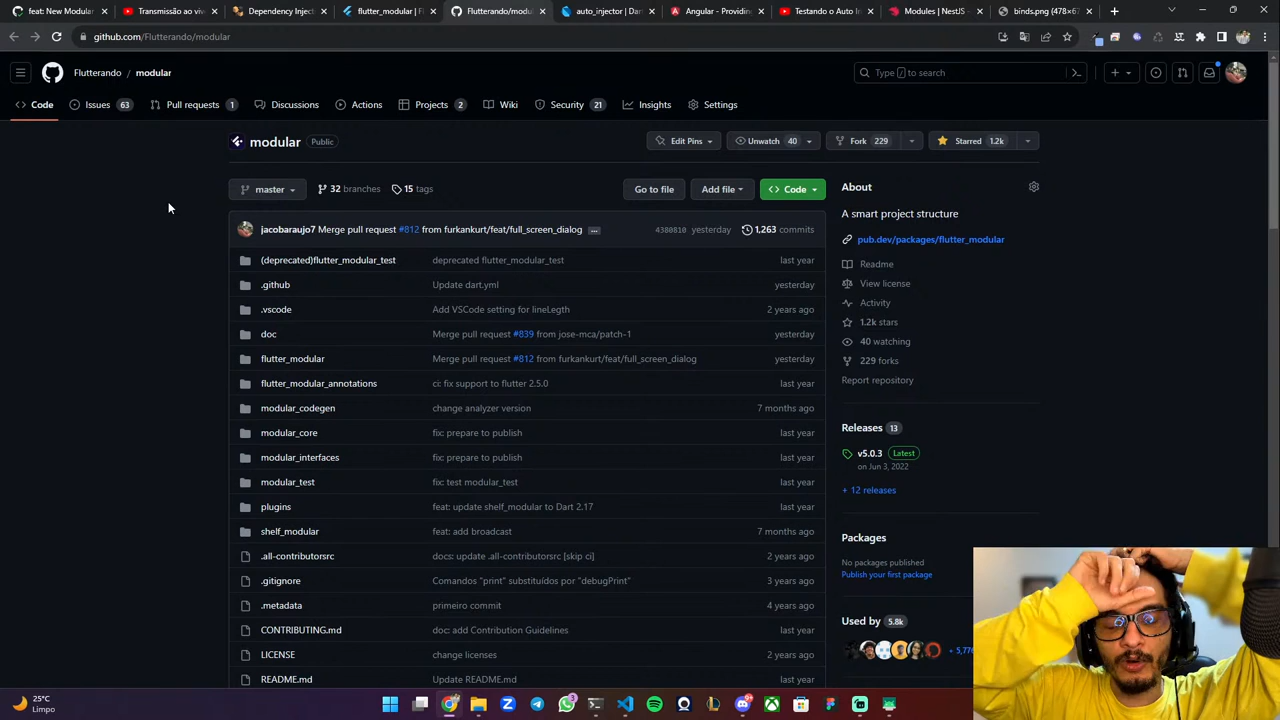 feat: New Modular
Transmissão ao viv
Dependency Inject
flutter_modular | F
Flutterando/modu
auto_injector | Dar
Angular - Providing
Testando o Auto In
Modules | NestJS -
binds.png (478×67
github.com/Flutterando/modular
Flutterando / modular
Type / to search
Code
Issues 63
Pull requests 1
Discussions
Actions
Projects 2
Wiki
Security 21
Insights
Settings
modular Public
Edit Pins
Unwatch 40
Fork 229
Starred 1.2k
master
32 branches
15 tags
Go to file
Add file
Code
jacobaraujo7 Merge pull request #812 from furkankurt/feat/full_screen_dialog ... 4380810 yesterday 1,263 commits
(deprecated)flutter_modular_test deprecated flutter_modular_test last year
.github Update dart.yml yesterday
.vscode Add VSCode setting for lineLegth 2 years ago
doc Merge pull request #839 from jose-mca/patch-1 yesterday
flutter_modular Merge pull request #812 from furkankurt/feat/full_screen_dialog yesterday
flutter_modular_annotations ci: fix support to flutter 2.5.0 last year
modular_codegen change analyzer version 7 months ago
modular_core fix: prepare to publish last year
modular_interfaces fix: prepare to publish last year
modular_test fix: test modular_test last year
plugins feat: update shelf_modular to Dart 2.17 last year
shelf_modular feat: add broadcast 7 months ago
.all-contributorsrc docs: update .all-contributorsrc [skip ci] 2 years ago
.gitignore Comandos "print" substituídos por "debugPrint" 3 years ago
.metadata primeiro commit 4 years ago
CONTRIBUTING.md doc: add Contribution Guidelines last year
LICENSE change licenses 2 years ago
README.md Update README.md last year
About
A smart project structure
pub.dev/packages/flutter_modular
Readme
View license
Activity
1.2k stars
40 watching
229 forks
Report repository
Releases 13
v5.0.3 Latest
on Jun 3, 2022
+ 12 releases
Packages
No packages published
Publish your first package
Used by 5.8k
+ 5,776
25°C
Limpo